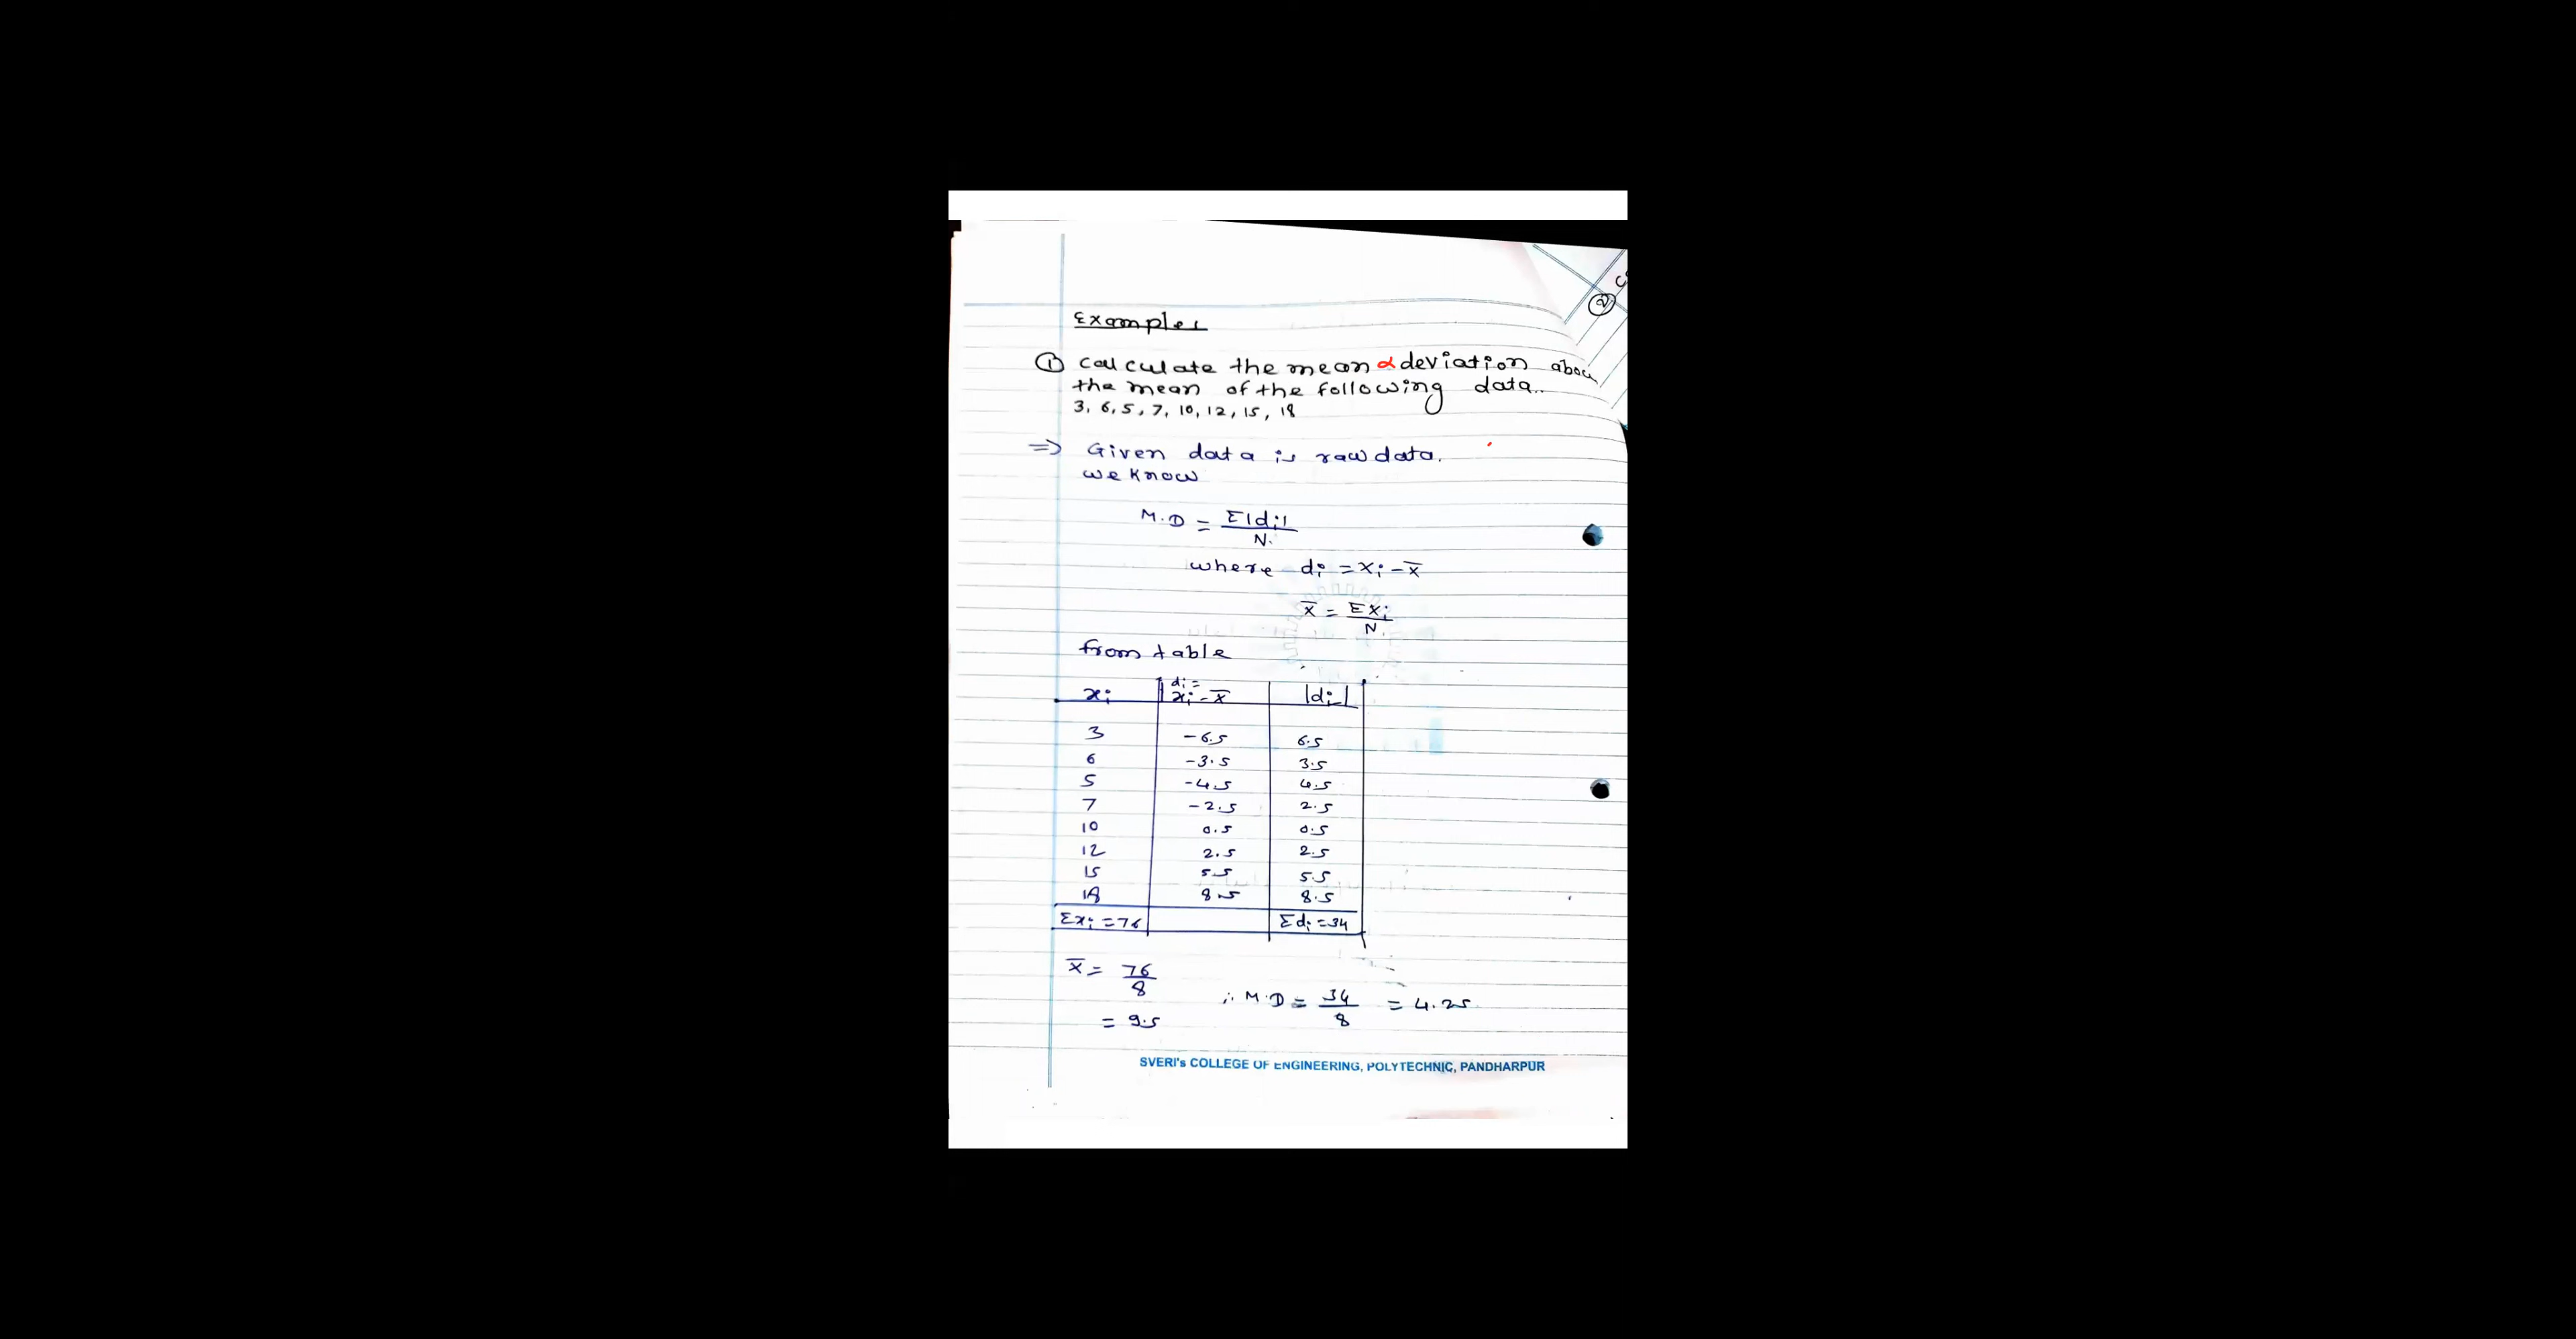 ② C
Examples
① Calculate the mean & deviation abou
the mean of the following data..
3, 6, 5, 7, 10, 12, 15, 18
=> Given data is raw data.
we know
M.D = Σ|di| / N.
where di = xi - x̄
x̄ = Σxi / N.
from table
xi | di = xi - x̄ | |di|
3 -6.5 6.5
6 -3.5 3.5
5 -4.5 4.5
7 -2.5 2.5
10 0.5 0.5
12 2.5 2.5
15 5.5 5.5
18 8.5 8.5
Σxi = 76 Σdi = 34
x̄ = 76 / 8
∴ M.D = 34 / 8 = 4.25
= 9.5
SVERI's COLLEGE OF ENGINEERING, POLYTECHNIC, PANDHARPUR